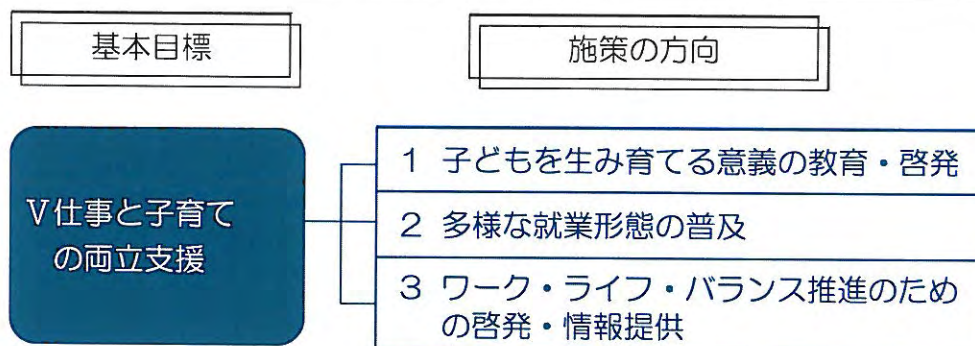 基本目標
施策の方向
V仕事と子育て
の両立支援
1 子どもを生み育てる意義の教育・啓発
2 多様な就業形態の普及
3 ワーク・ライフ・バランス推進のため
の啓発・情報提供